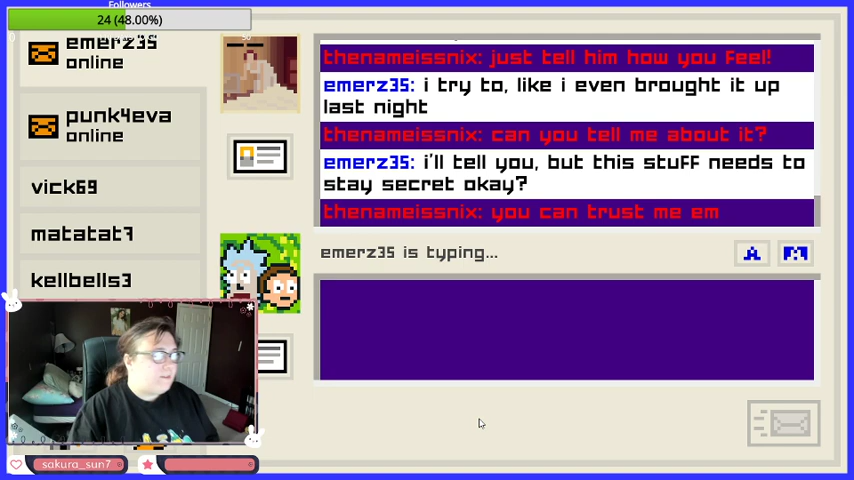 Followers
24 (48.00%)
0
50
emerz35
online
punk4eva
online
vick69
matatat7
kellbells3
thenameissnix: just tell him how you feel!
emerz35: i try to, like i even brought it up
last night
thenameissnix: can you tell me about it?
emerz35: i'll tell you, but this stuff needs to
stay secret okay?
thenameissnix: you can trust me em
emerz35 is typing...
sakura_sun7